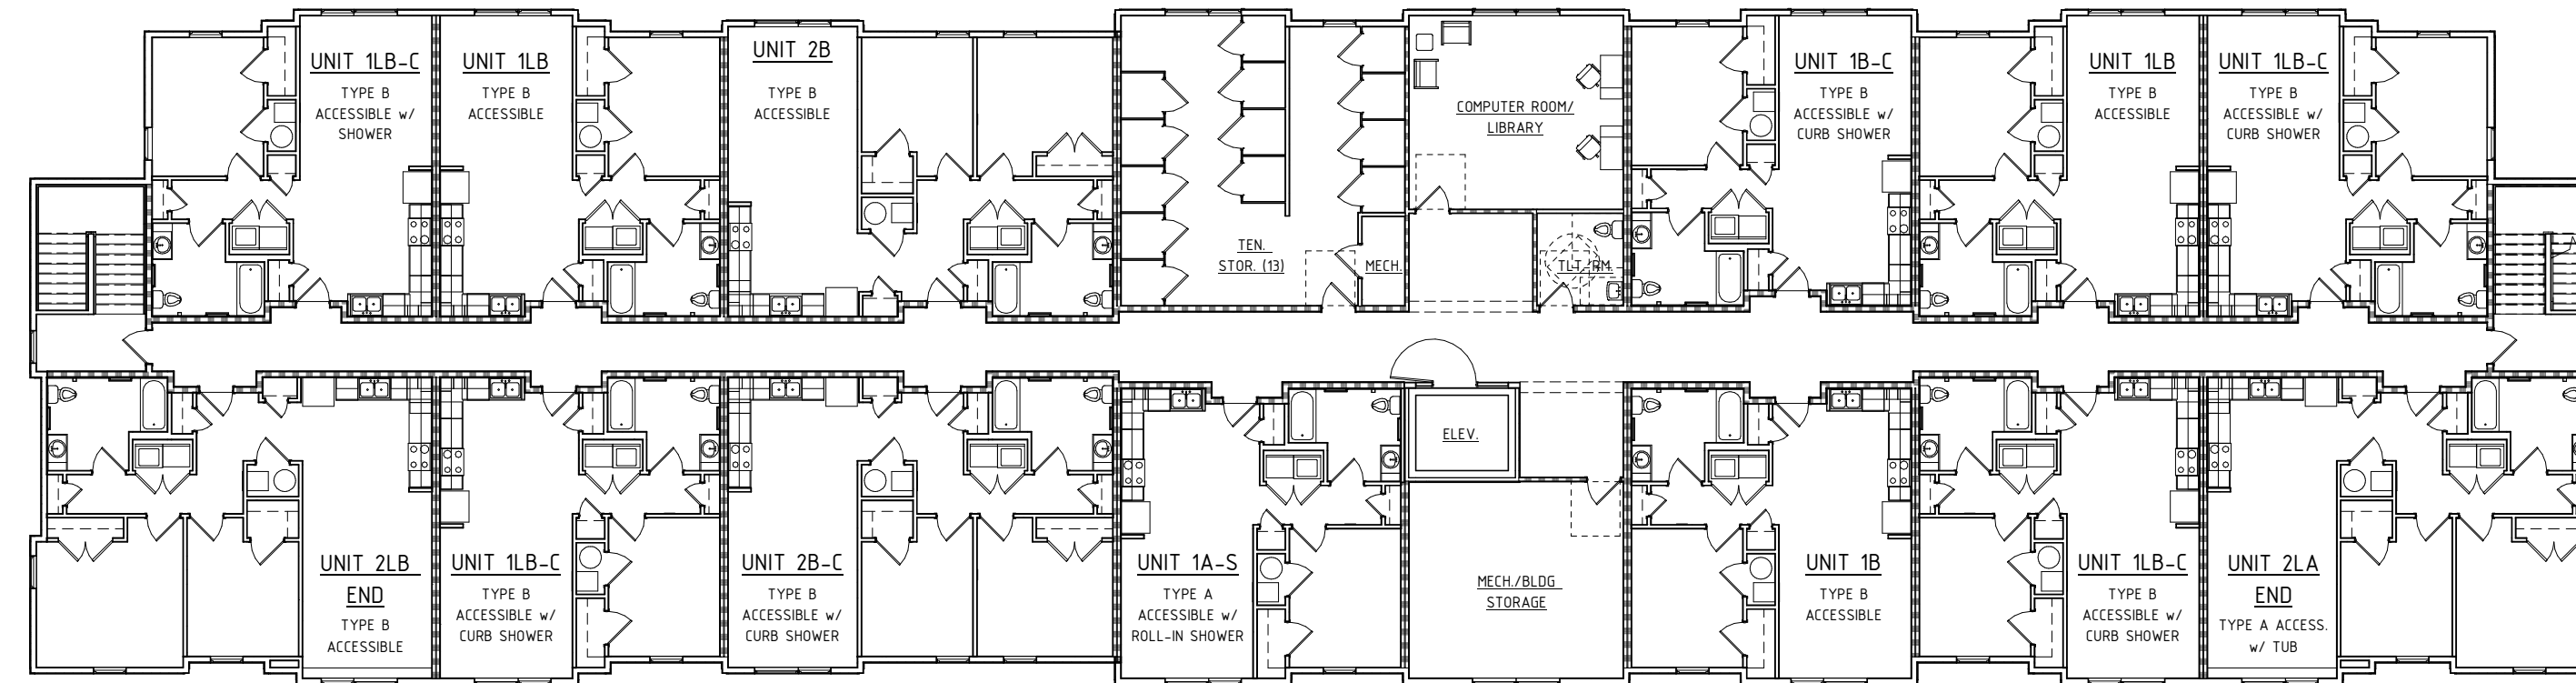 UNIT 1LB-C
TYPE B
ACCESSIBLE w/
SHOWER
UNIT 1LB
TYPE B
ACCESSIBLE
UNIT 2B
TYPE B
ACCESSIBLE
TEN.
STOR. (13)
MECH.
COMPUTER ROOM/
LIBRARY
TLT. RM.
UNIT 1B-C
TYPE B
ACCESSIBLE w/
CURB SHOWER
UNIT 1LB
TYPE B
ACCESSIBLE
UNIT 1LB-C
TYPE B
ACCESSIBLE w/
CURB SHOWER
UNIT 2LB
END
TYPE B
ACCESSIBLE
UNIT 1LB-C
TYPE B
ACCESSIBLE w/
CURB SHOWER
UNIT 2B-C
TYPE B
ACCESSIBLE w/
CURB SHOWER
UNIT 1A-S
TYPE A
ACCESSIBLE w/
ROLL-IN SHOWER
ELEV.
MECH./BLDG
STORAGE
UNIT 1B
TYPE B
ACCESSIBLE
UNIT 1LB-C
TYPE B
ACCESSIBLE w/
CURB SHOWER
UNIT 2LA
END
TYPE A ACCESS.
w/ TUB